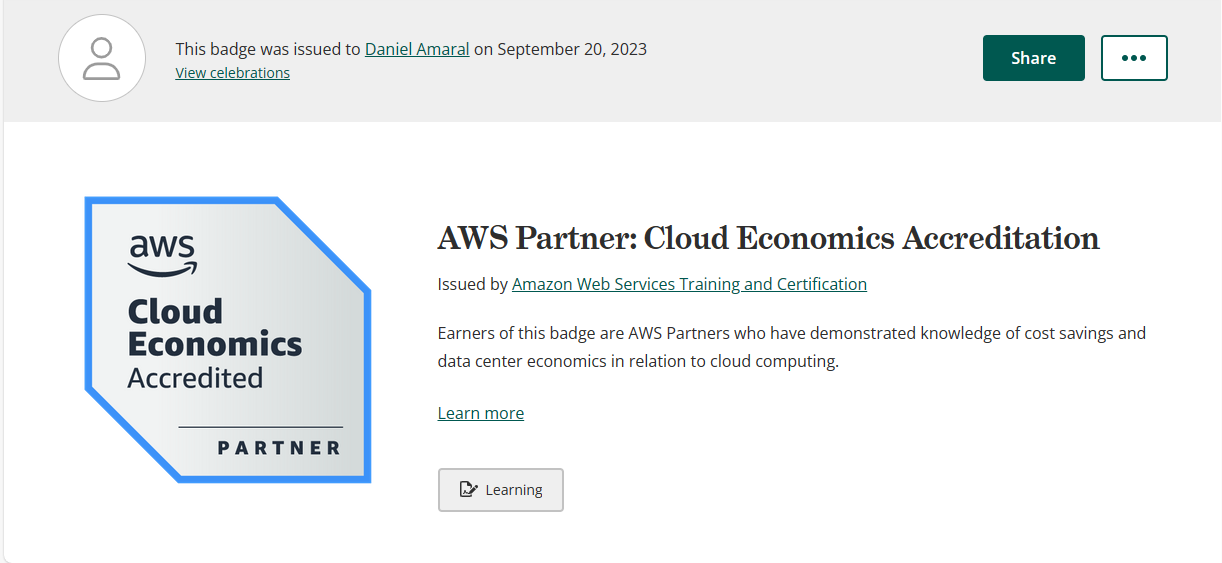 This badge was issued to Daniel Amaral on September 20, 2023
View celebrations
Share
aws
Cloud
Economics
Accredited
PARTNER
AWS Partner: Cloud Economics Accreditation
Issued by Amazon Web Services Training and Certification
Earners of this badge are AWS Partners who have demonstrated knowledge of cost savings and
data center economics in relation to cloud computing.
Learn more
Learning